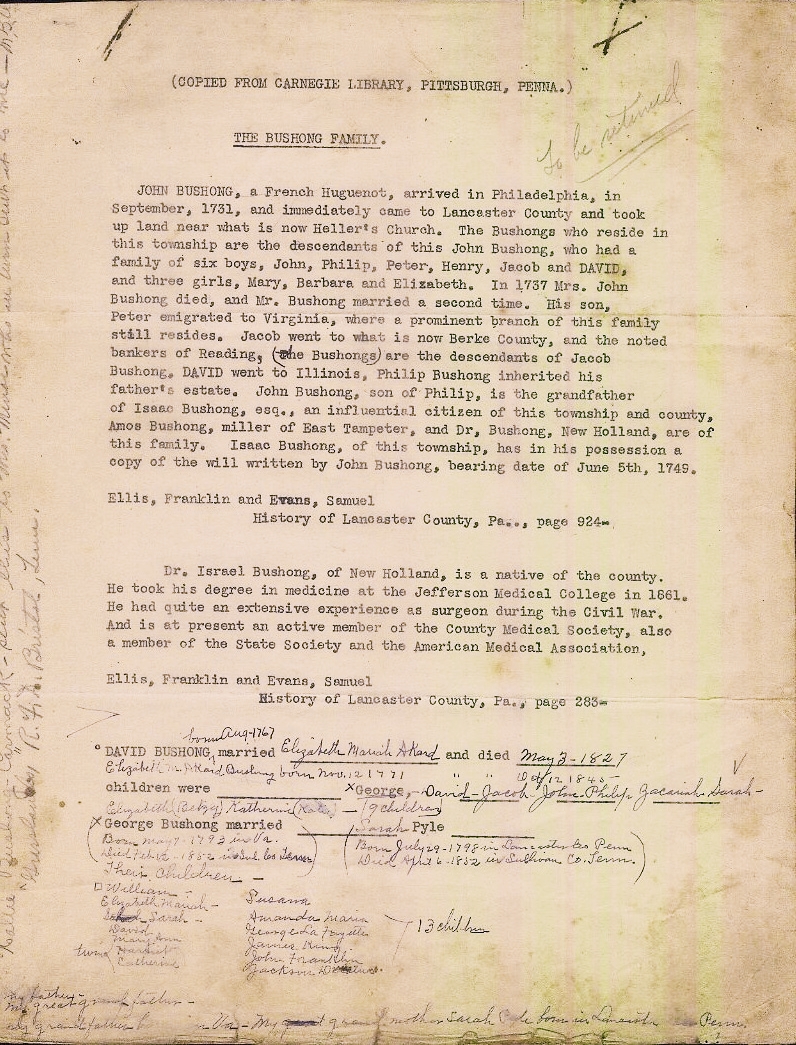 (COPIED FROM CARNEGIE LIBRARY, PITTSBURGH, PENNA.)
To be returned
THE BUSHONG FAMILY.
JOHN BUSHONG, a French Huguenot, arrived in Philadelphia, in
September, 1731, and immediately came to Lancaster County and took
up land near what is now Heller's Church. The Bushongs who reside in
this township are the descendants of this John Bushong, who had a
family of six boys, John, Philip, Peter, Henry, Jacob and DAVID,
and three girls, Mary, Barbara and Elizabeth. In 1737 Mrs. John
Bushong died, and Mr. Bushong married a second time. His son,
Peter emigrated to Virginia, where a prominent branch of this family
still resides. Jacob went to what is now Berke County, and the noted
bankers of Reading, (the Bushongs) are the descendants of Jacob
Bushong. DAVID went to Illinois, Philip Bushong inherited his
father's estate. John Bushong, son of Philip, is the grandfather
of Isaac Bushong, esq., an influential citizen of this township and county,
Amos Bushong, miller of East Tampeter, and Dr, Bushong, New Holland, are of
this family. Isaac Bushong, of this township, has in his possession a
copy of the will written by John Bushong, bearing date of June 5th, 1749.
Ellis, Franklin and Evans, Samuel
History of Lancaster County, Pa.., page 924-
Dr. Israel Bushong, of New Holland, is a native of the county.
He took his degree in medicine at the Jefferson Medical College in 1861.
He had quite an extensive experience as surgeon during the Civil War.
And is at present an active member of the County Medical Society, also
a member of the State Society and the American Medical Association,
Ellis, Franklin and Evans, Samuel
History of Lancaster County, Pa., page 283-
born Aug-1767
DAVID BUSHONG, married Elizabeth Mariah Akard and died May 3-1827
Elizabeth M. Akard Bushong born Nov. 12 1771 " " Oct 12 1845-
children were x George, - David - Jacob - John - Philip Zacariah Sarah -
Elizabeth (Betsy) Katherine (Kate) - 9 children
x George Bushong married Sarah Pyle
(Born May 9-1793 in Va. (Born July 29-1798 in Lancaster Co Penn
Died Feb 12-1852 in Sul. Co Tenn) Died April 6-1852 in Sullivan Co. Tenn.)
Their Children -
William -
Elizabeth Mariah -
Sarah -
David -
Mary Ann
twins Harriet
Catherine
Susana
Amanda Maria
George La Fayette
James King
John Franklin
Jackson
13 children
my father -
my great grand father -
my grandfather Va - My grand mother Sarah born in Penn.
R.F.D. Bristol, Tenn.